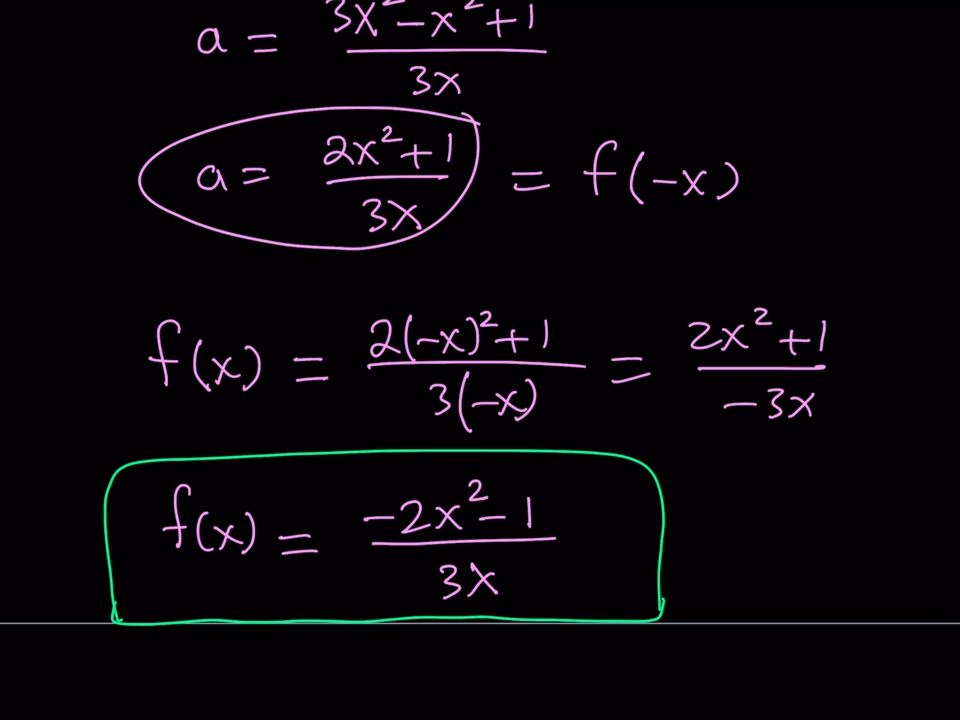 a = (3x² - x² + 1)/(3x)
a = (2x² + 1)/(3x) = f(-x)
f(x) = (2(-x)² + 1)/(3(-x)) = (2x² + 1)/(-3x)
f(x) = (-2x² - 1)/(3x)